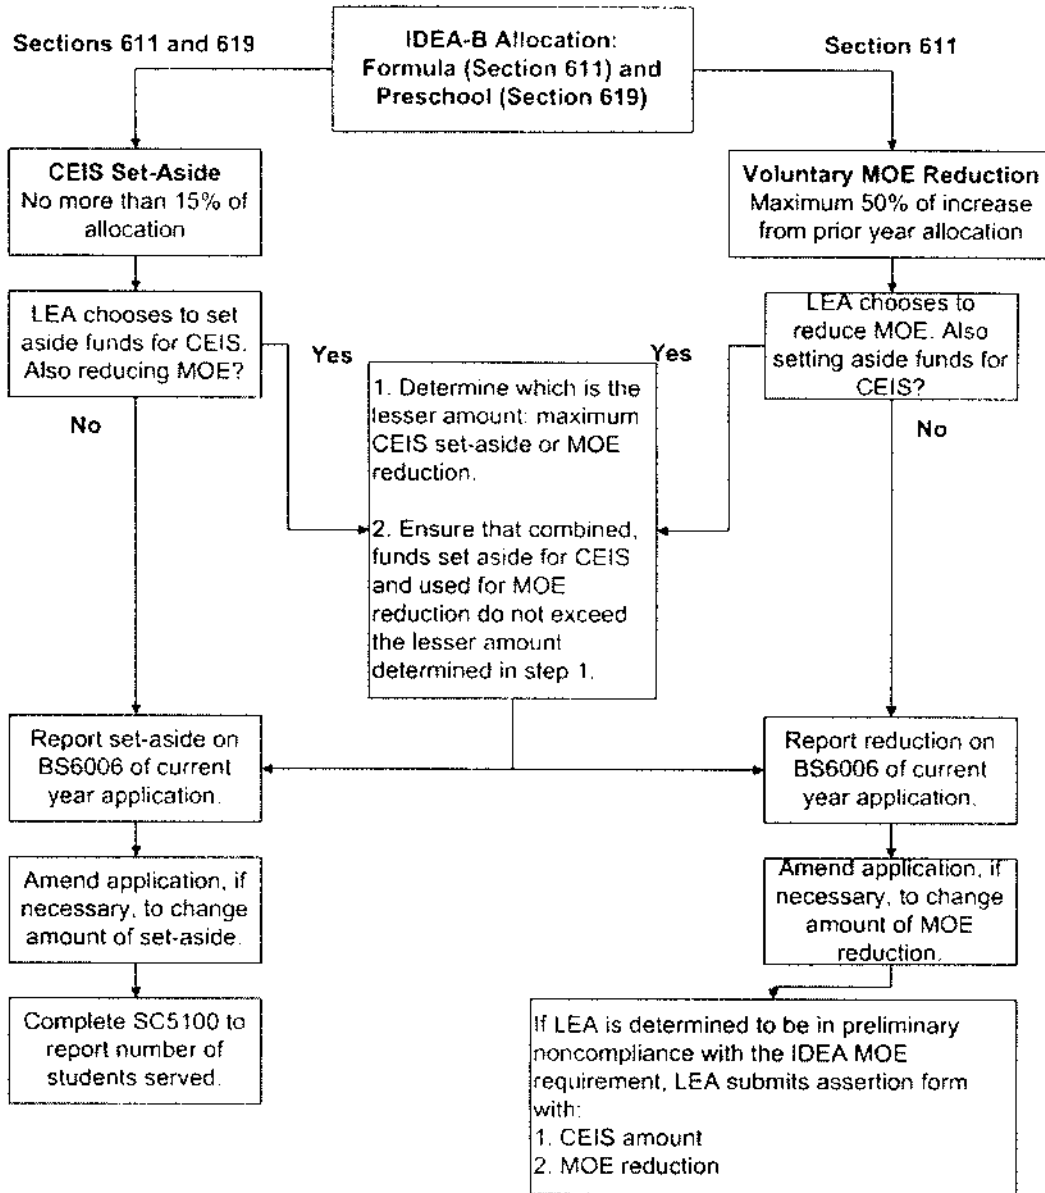 Sections 611 and 619
IDEA-B Allocation:
Formula (Section 611) and
Preschool (Section 619)
Section 611
CEIS Set-Aside
No more than 15% of
allocation
Voluntary MOE Reduction
Maximum 50% of increase
from prior year allocation
LEA chooses to set
aside funds for CEIS.
Also reducing MOE?
Yes
No
LEA chooses to
reduce MOE. Also
setting aside funds for
CEIS?
Yes
No
1. Determine which is the
lesser amount: maximum
CEIS set-aside or MOE
reduction.
2. Ensure that combined,
funds set aside for CEIS
and used for MOE
reduction do not exceed
the lesser amount
determined in step 1.
Report set-aside on
BS6006 of current
year application.
Report reduction on
BS6006 of current
year application.
Amend application, if
necessary, to change
amount of set-aside.
Amend application, if
necessary, to change
amount of MOE
reduction.
Complete SC5100 to
report number of
students served.
If LEA is determined to be in preliminary
noncompliance with the IDEA MOE
requirement, LEA submits assertion form
with:
1. CEIS amount
2. MOE reduction